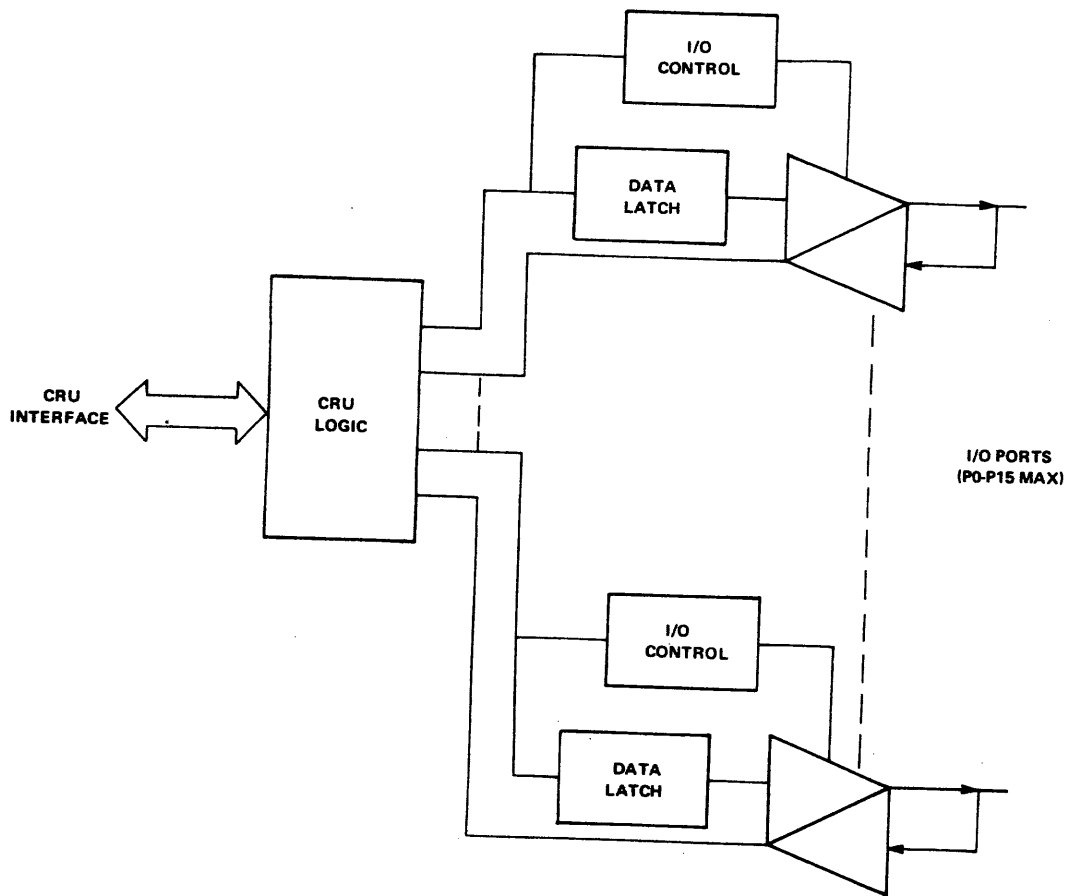 I/O
CONTROL
DATA
LATCH
CRU
INTERFACE
CRU
LOGIC
I/O PORTS
(P0-P15 MAX)
I/O
CONTROL
DATA
LATCH